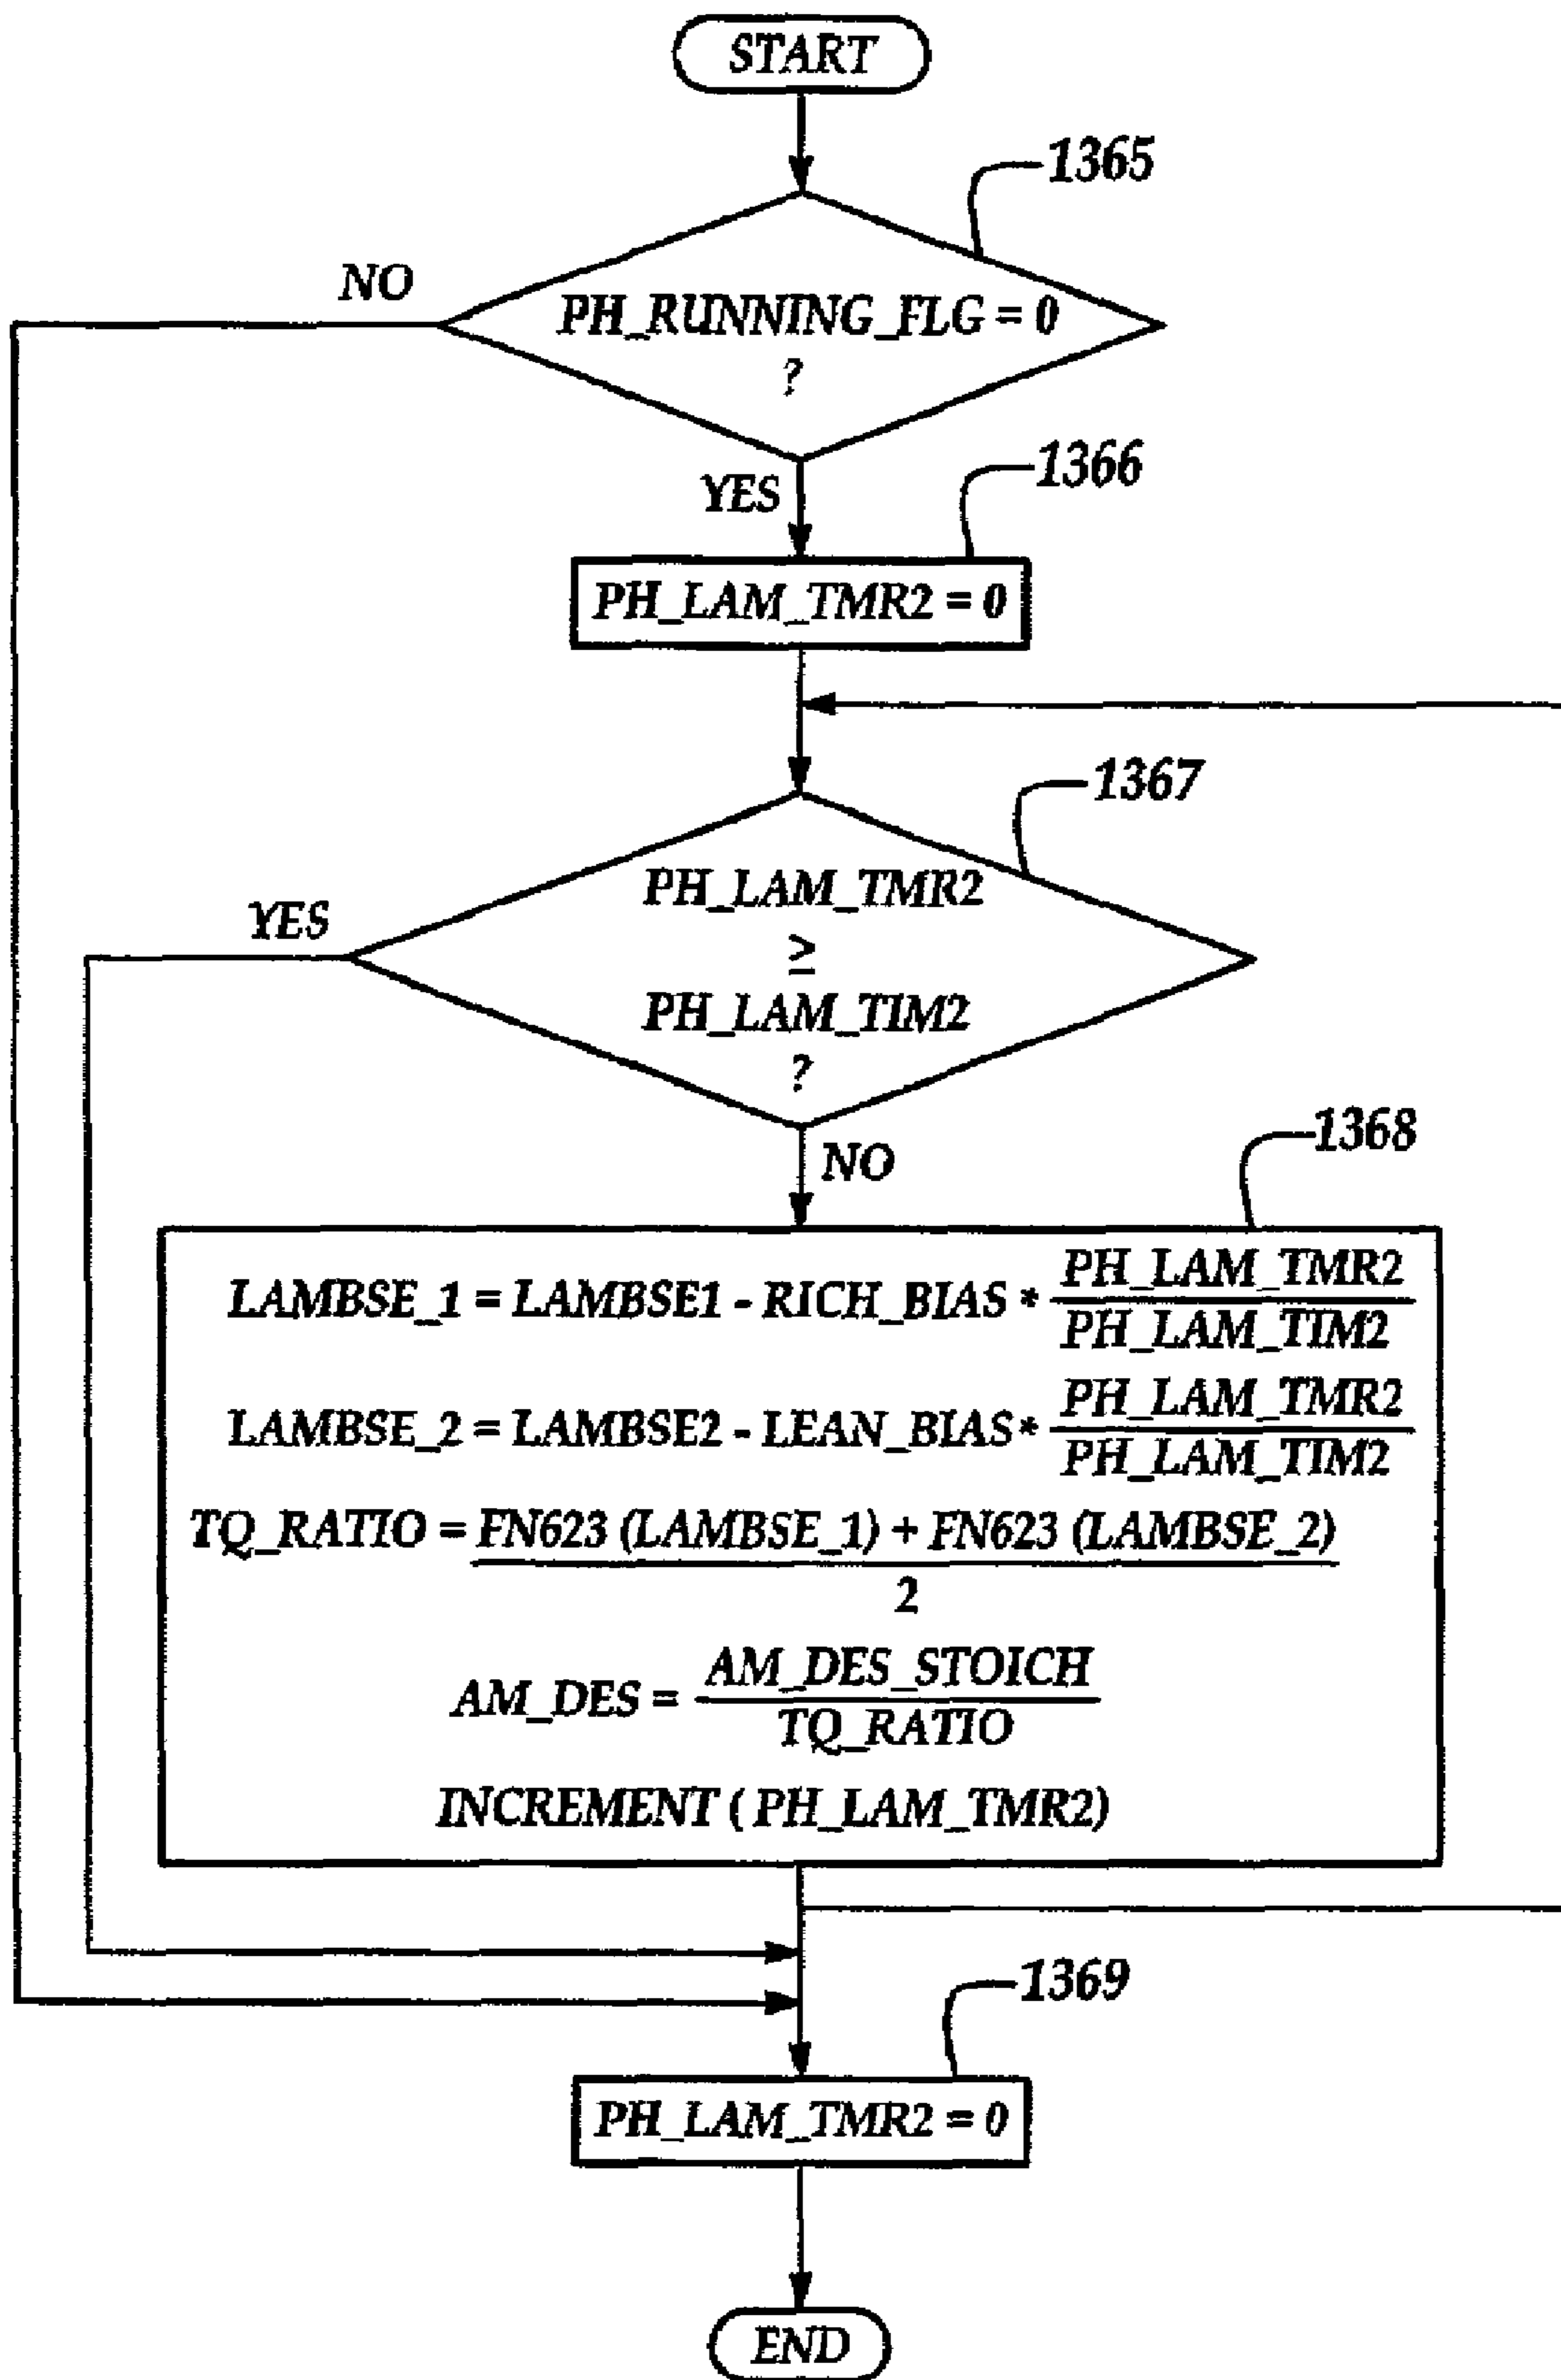 START
1365
NO
PH_RUNNING_FLG = 0
?
1366
YES
PH_LAM_TMR2 = 0
1367
YES
PH_LAM_TMR2
≥
PH_LAM_TIM2
?
1368
NO
LAMBSE_1 = LAMBSE1 - RICH_BIAS * PH_LAM_TMR2
PH_LAM_TIM2
LAMBSE_2 = LAMBSE2 - LEAN_BIAS * PH_LAM_TMR2
PH_LAM_TIM2
TQ_RATIO = FN623 (LAMBSE_1) + FN623 (LAMBSE_2)
2
AM_DES = AM_DES_STOICH
TQ_RATIO
INCREMENT ( PH_LAM_TMR2)
1369
PH_LAM_TMR2 = 0
END